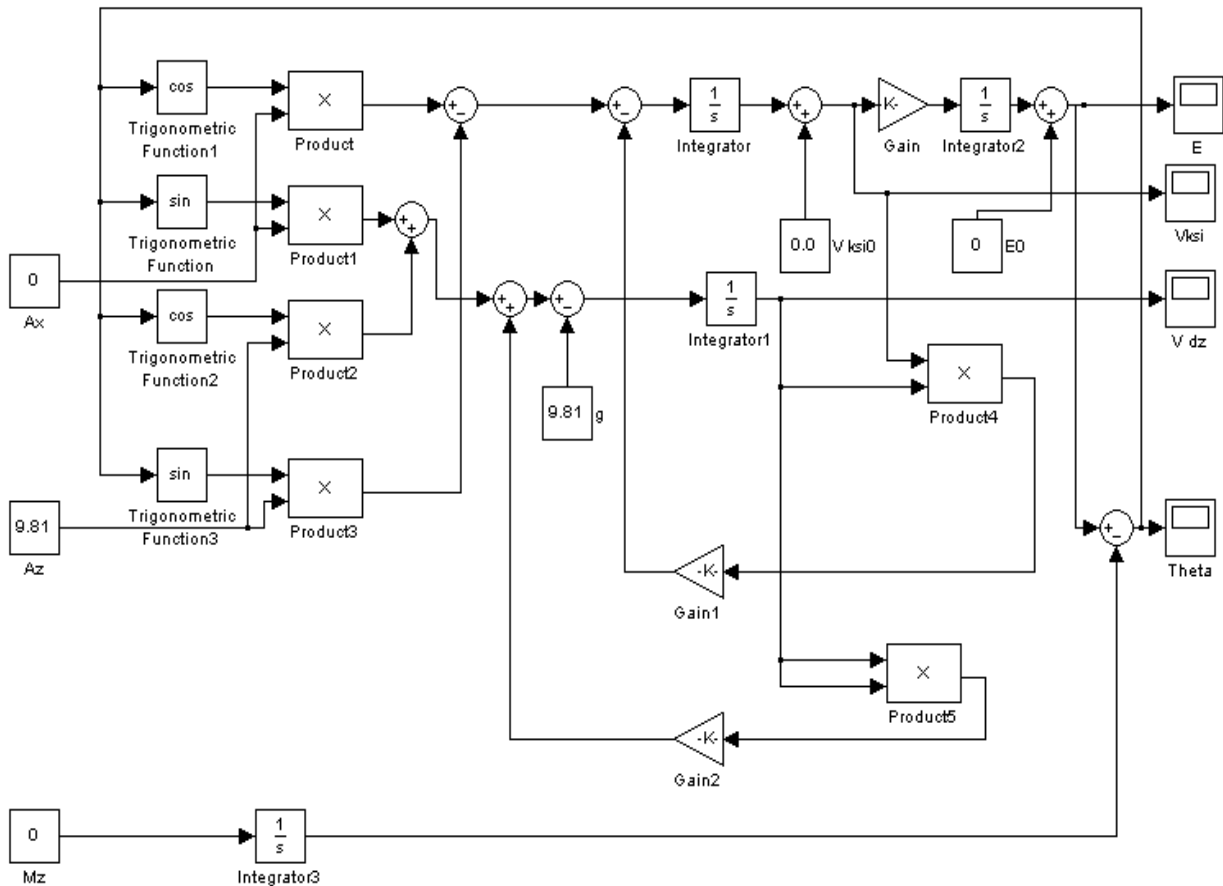 cos
×
Trigonometric
Function1
Product
+
−
+
−
1
s
Integrator
+
+
K-
Gain
1
s
Integrator2
+
+
E
sin
×
Trigonometric
Function
Product1
+
+
0.0
V ksi0
0
E0
Vksi
0
Ax
cos
×
Trigonometric
Function2
Product2
+
+
+
−
1
s
Integrator1
V dz
9.81
g
×
Product4
sin
×
Trigonometric
Function3
Product3
9.81
Az
+
−
Theta
-K-
Gain1
×
Product5
-K-
Gain2
0
Mz
1
s
Integrator3